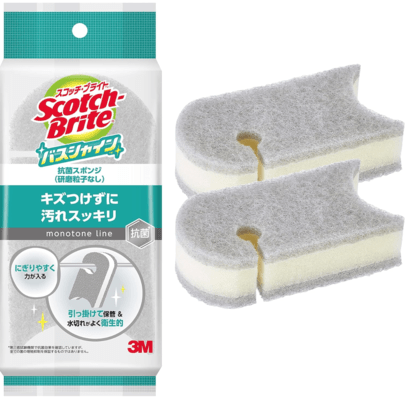 スコッチ・ブライト
Scotch-
Brite
バスシャイン
抗菌スポンジ
(研磨粒子なし)
キズつけずに
汚れスッキリ
monotone line
抗菌
にぎりやすく
力が入る
引っ掛けて保管 &
水切れがよく衛生的
3M